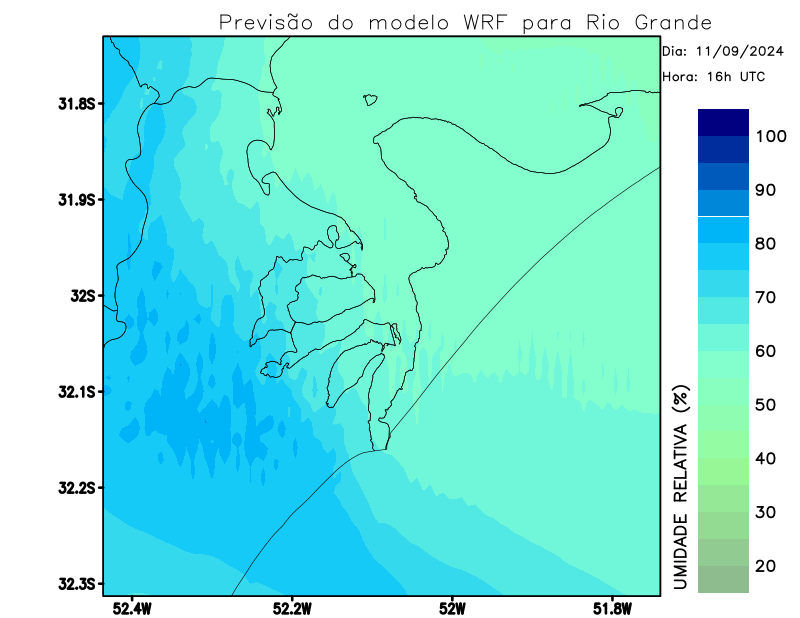 Previsão do modelo WRF para Rio Grande
Dia: 11/09/2024
Hora: 16h UTC
31.8S
31.9S
32S
32.1S
32.2S
32.3S
52.4W
52.2W
52W
51.8W
UMIDADE RELATIVA (%)
100
90
80
70
60
50
40
30
20